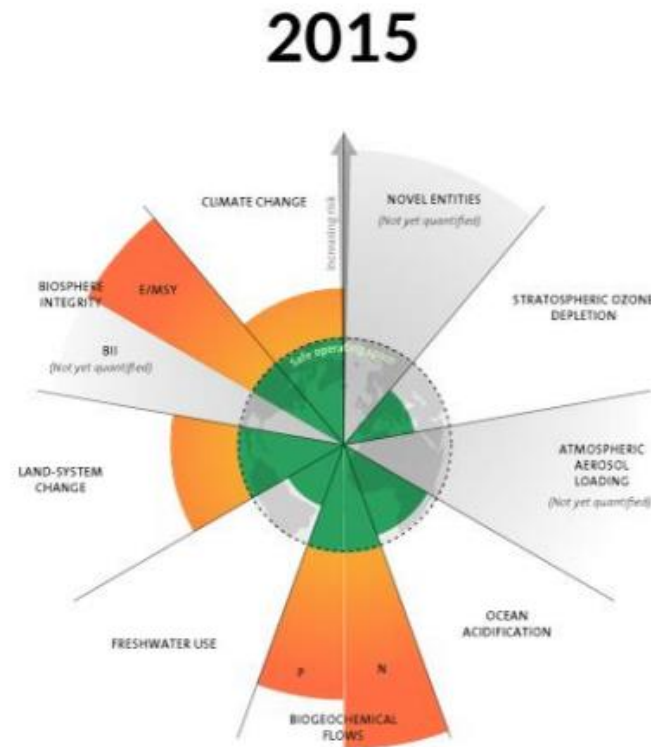 2015
CLIMATE CHANGE
NOVEL ENTITIES
(Not yet quantified)
Increasing risk
BIOSPHERE
INTEGRITY
E/MSY
STRATOSPHERIC OZONE
DEPLETION
Safe operating space
BII
(Not yet quantified)
LAND-SYSTEM
CHANGE
ATMOSPHERIC
AEROSOL
LOADING
(Not yet quantified)
FRESHWATER USE
OCEAN
ACIDIFICATION
P
N
BIOGEOCHEMICAL
FLOWS